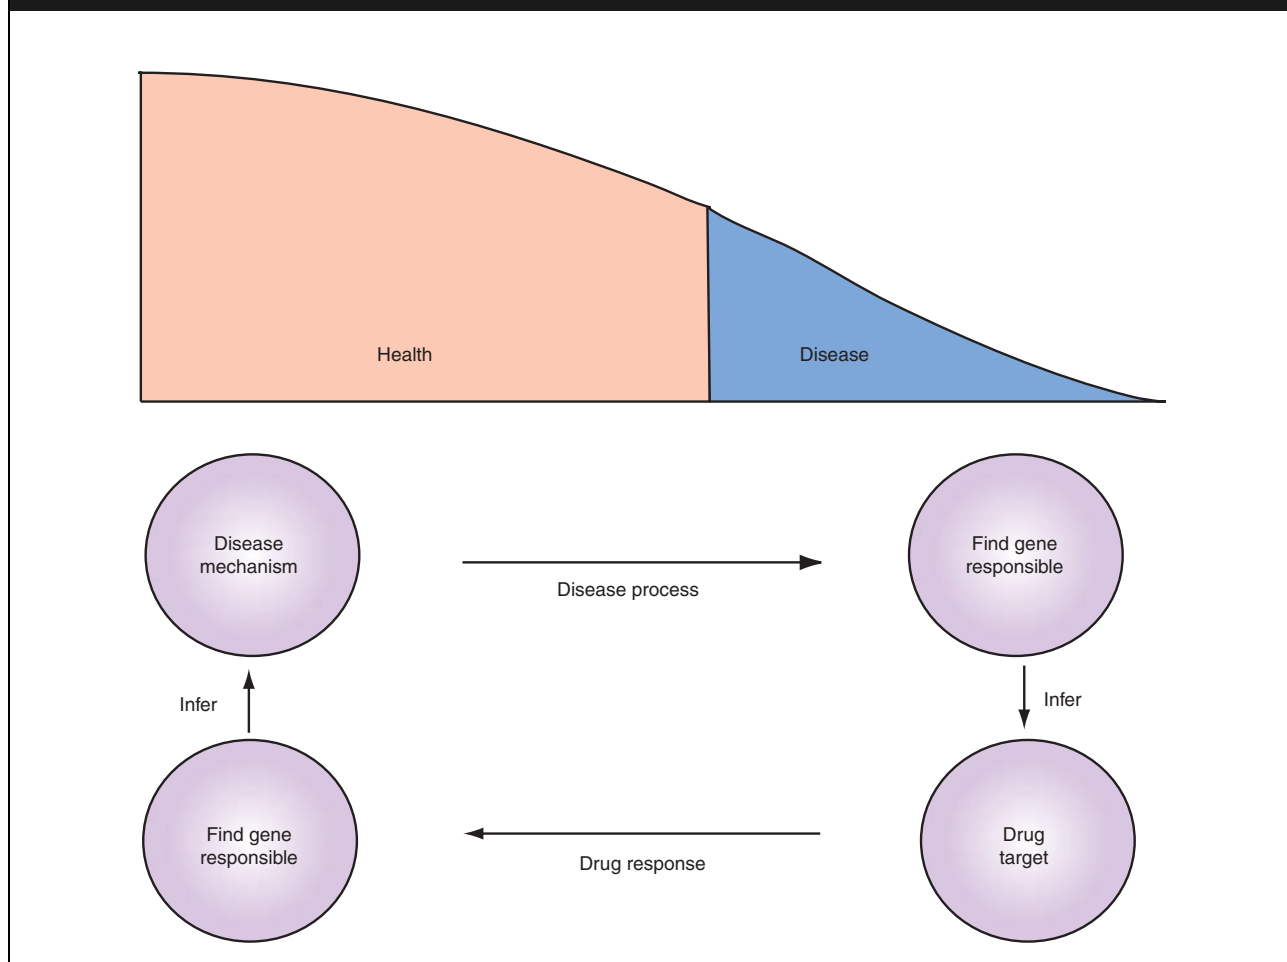 Health
Disease
Disease
mechanism
Disease process
Find gene
responsible
Infer
Infer
Find gene
responsible
Drug response
Drug
target